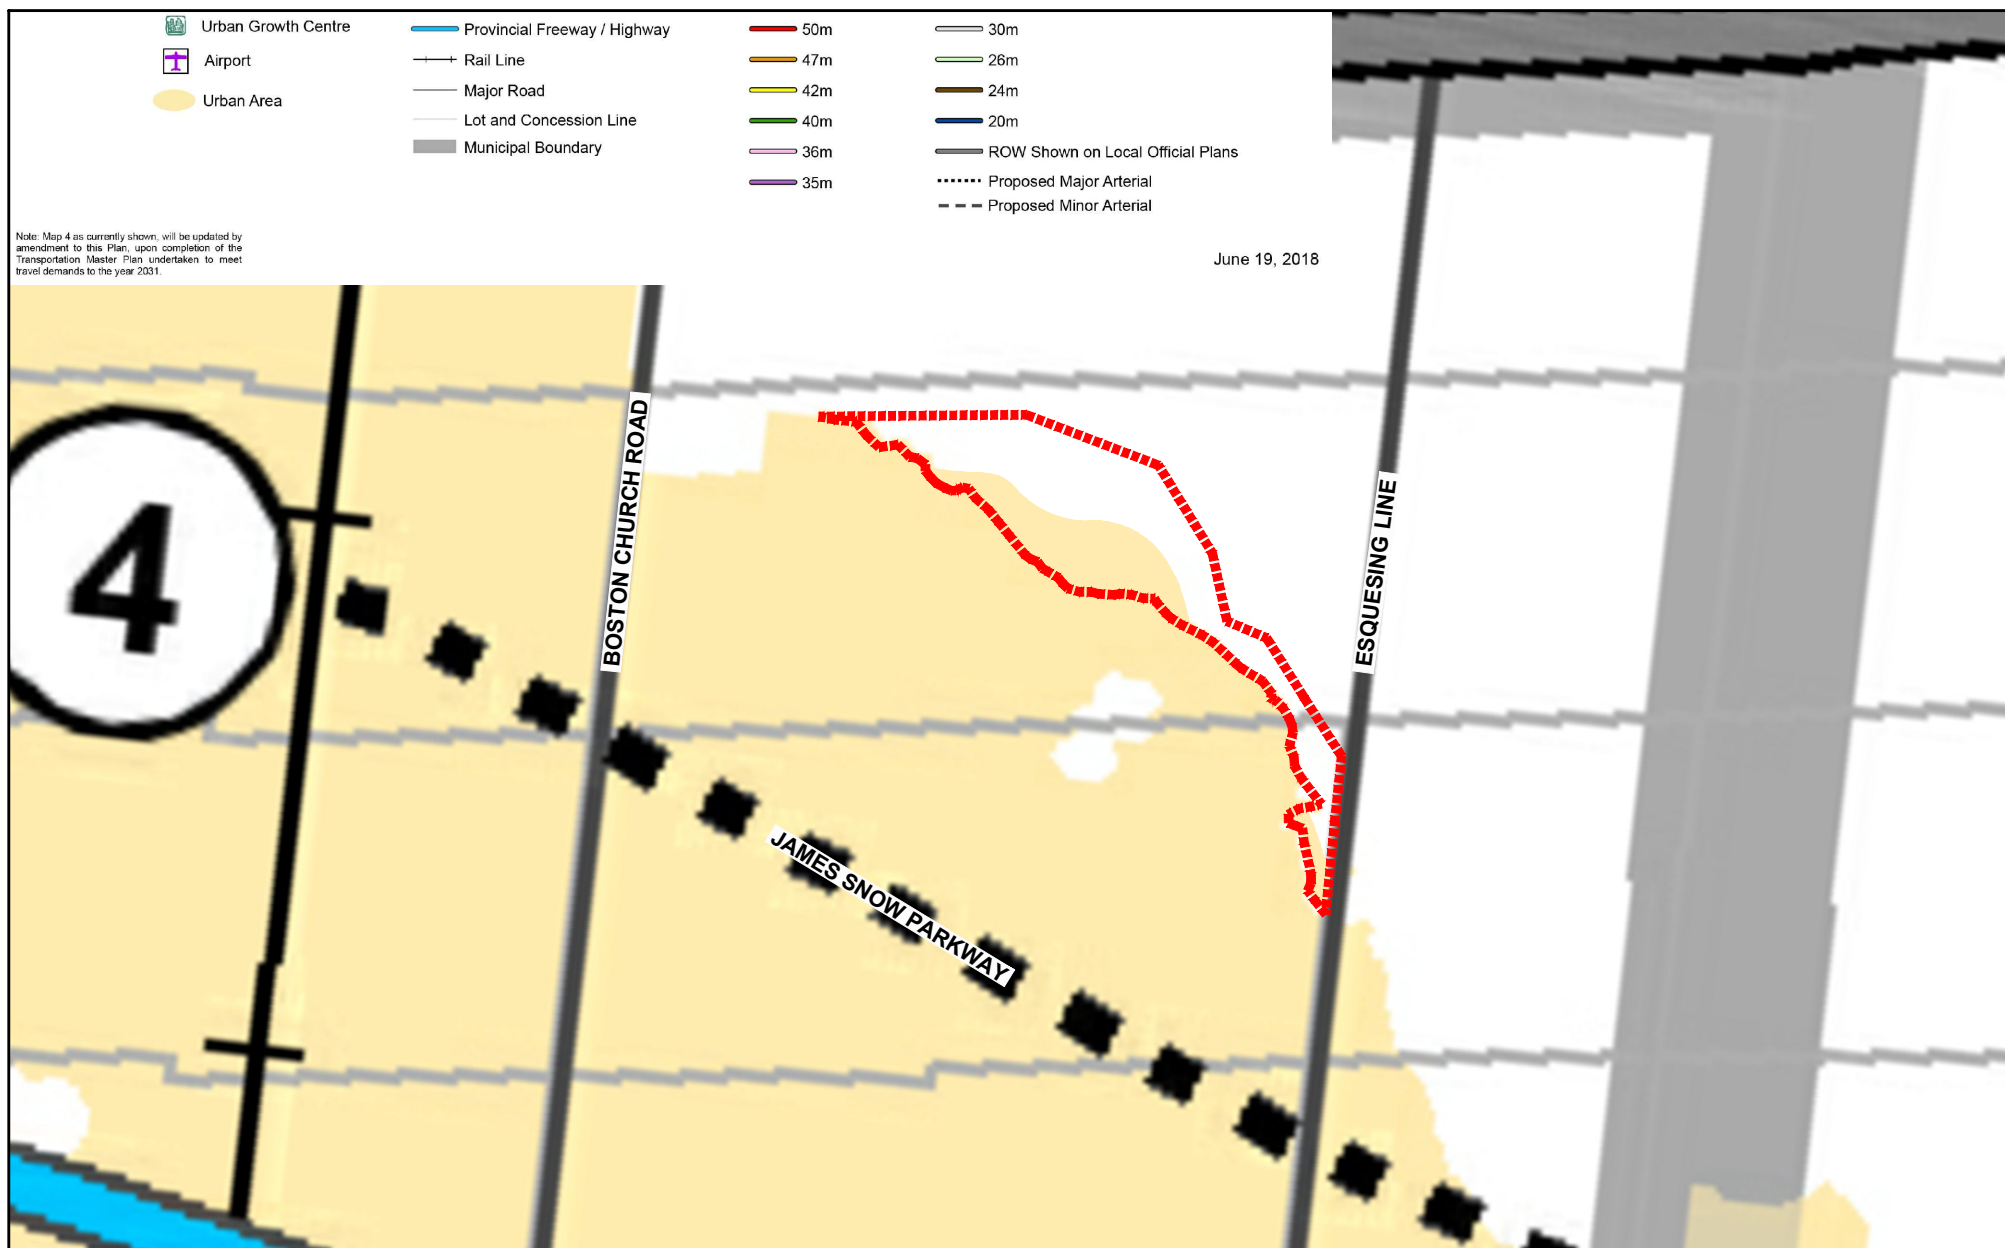 Urban Growth Centre
Airport
Urban Area
Provincial Freeway / Highway
Rail Line
Major Road
Lot and Concession Line
Municipal Boundary
50m
47m
42m
40m
36m
35m
30m
26m
24m
20m
ROW Shown on Local Official Plans
Proposed Major Arterial
Proposed Minor Arterial
Note: Map 4 as currently shown, will be updated by
amendment to this Plan, upon completion of the
Transportation Master Plan undertaken to meet
travel demands to the year 2031.
June 19, 2018
4
BOSTON CHURCH ROAD
ESQUESING LINE
JAMES SNOW PARKWAY